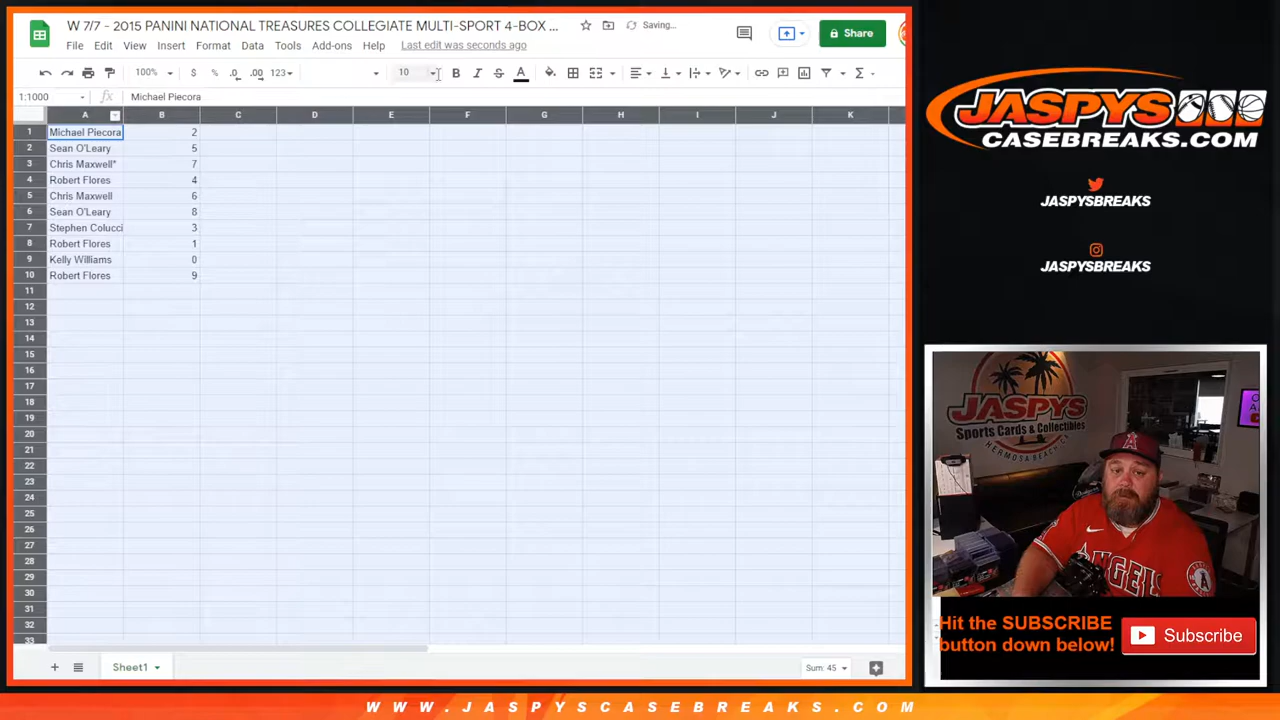 W 7/7 - 2015 PANINI NATIONAL TREASURES COLLEGIATE MULTI-SPORT 4-BOX ...
Saving...
File Edit View Insert Format Data Tools Add-ons Help Last edit was seconds ago
Share
100% $ % .0 .00 123 10 B I S A
1:1000 fx Michael Piecora
A B C D E F G H I J K
1 Michael Piecora 2
2 Sean O'Leary 5
3 Chris Maxwell* 7
4 Robert Flores 4
5 Chris Maxwell 6
6 Sean O'Leary 8
7 Stephen Colucci 3
8 Robert Flores 1
9 Kelly Williams 0
10 Robert Flores 9
11
12
13
14
15
16
17
18
19
20
21
22
23
24
25
26
27
28
29
30
31
32
33
Sheet1
Sum: 45
JASPYS
CASEBREAKS.COM
JASPYSBREAKS
JASPYSBREAKS
JASPYS
Sports Cards & Collectibles
HERMOSA BEACH, CA
ANGELS
Hit the SUBSCRIBE
button down below!
Subscribe
WWW.JASPYSCASEBREAKS.COM